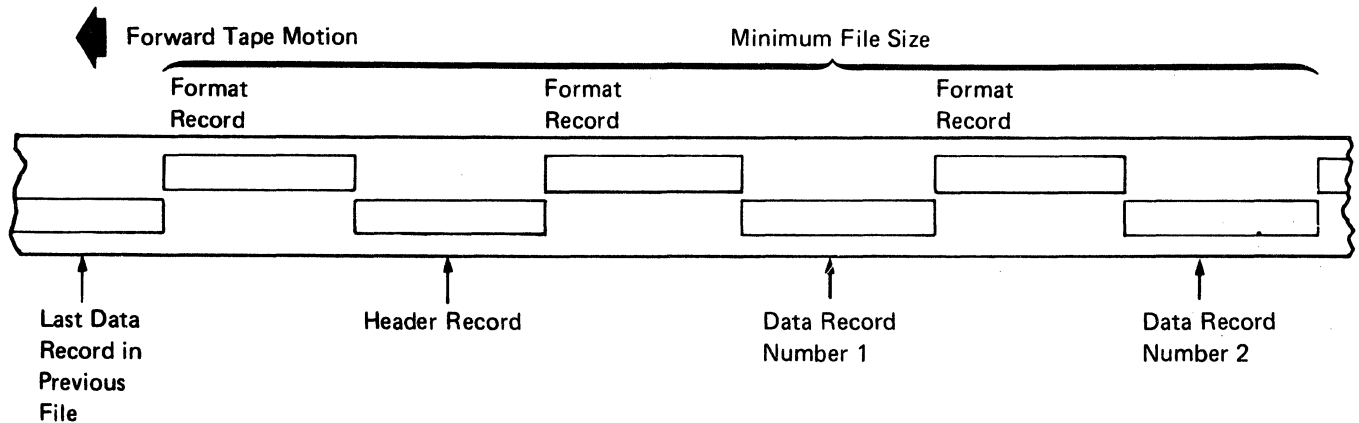 Forward Tape Motion
Minimum File Size
Format
Record
Format
Record
Format
Record
Last Data
Record in
Previous
File
Header Record
Data Record
Number 1
Data Record
Number 2